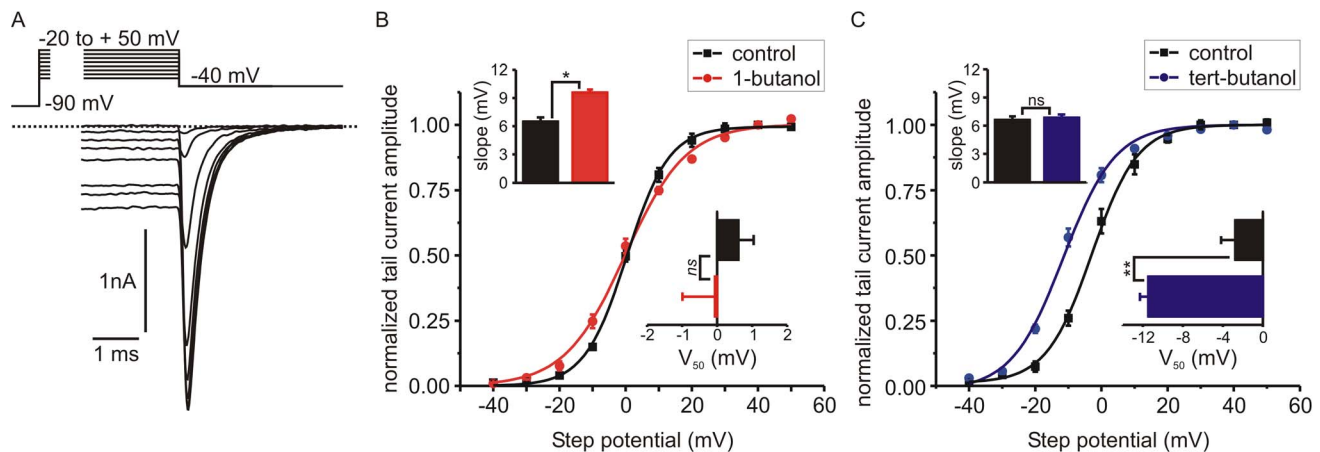 A
-20 to + 50 mV
-40 mV
-90 mV
1nA
1 ms
B
control
1-butanol
12
9
6
3
0
slope (mV)
*
normalized tail current amplitude
1.00
0.75
0.50
0.25
0.00
ns
-2 -1 0 1 2
V50 (mV)
-40 -20 0 20 40 60
Step potential (mV)
C
control
tert-butanol
12
9
6
3
0
slope (mV)
ns
normalized tail current amplitude
1.00
0.75
0.50
0.25
0.00
**
-12 -8 -4 0
V50 (mV)
-40 -20 0 20 40 60
Step potential (mV)